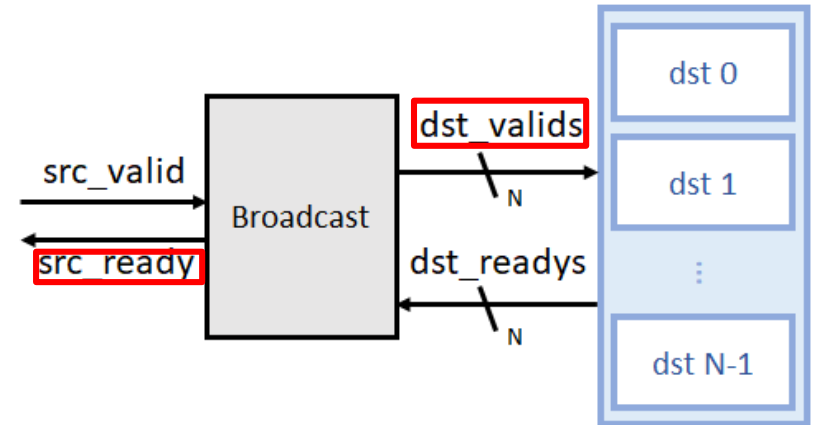 src_valid
src_ready
Broadcast
dst_valids
N
dst_readys
N
dst 0
dst 1
⋮
dst N-1